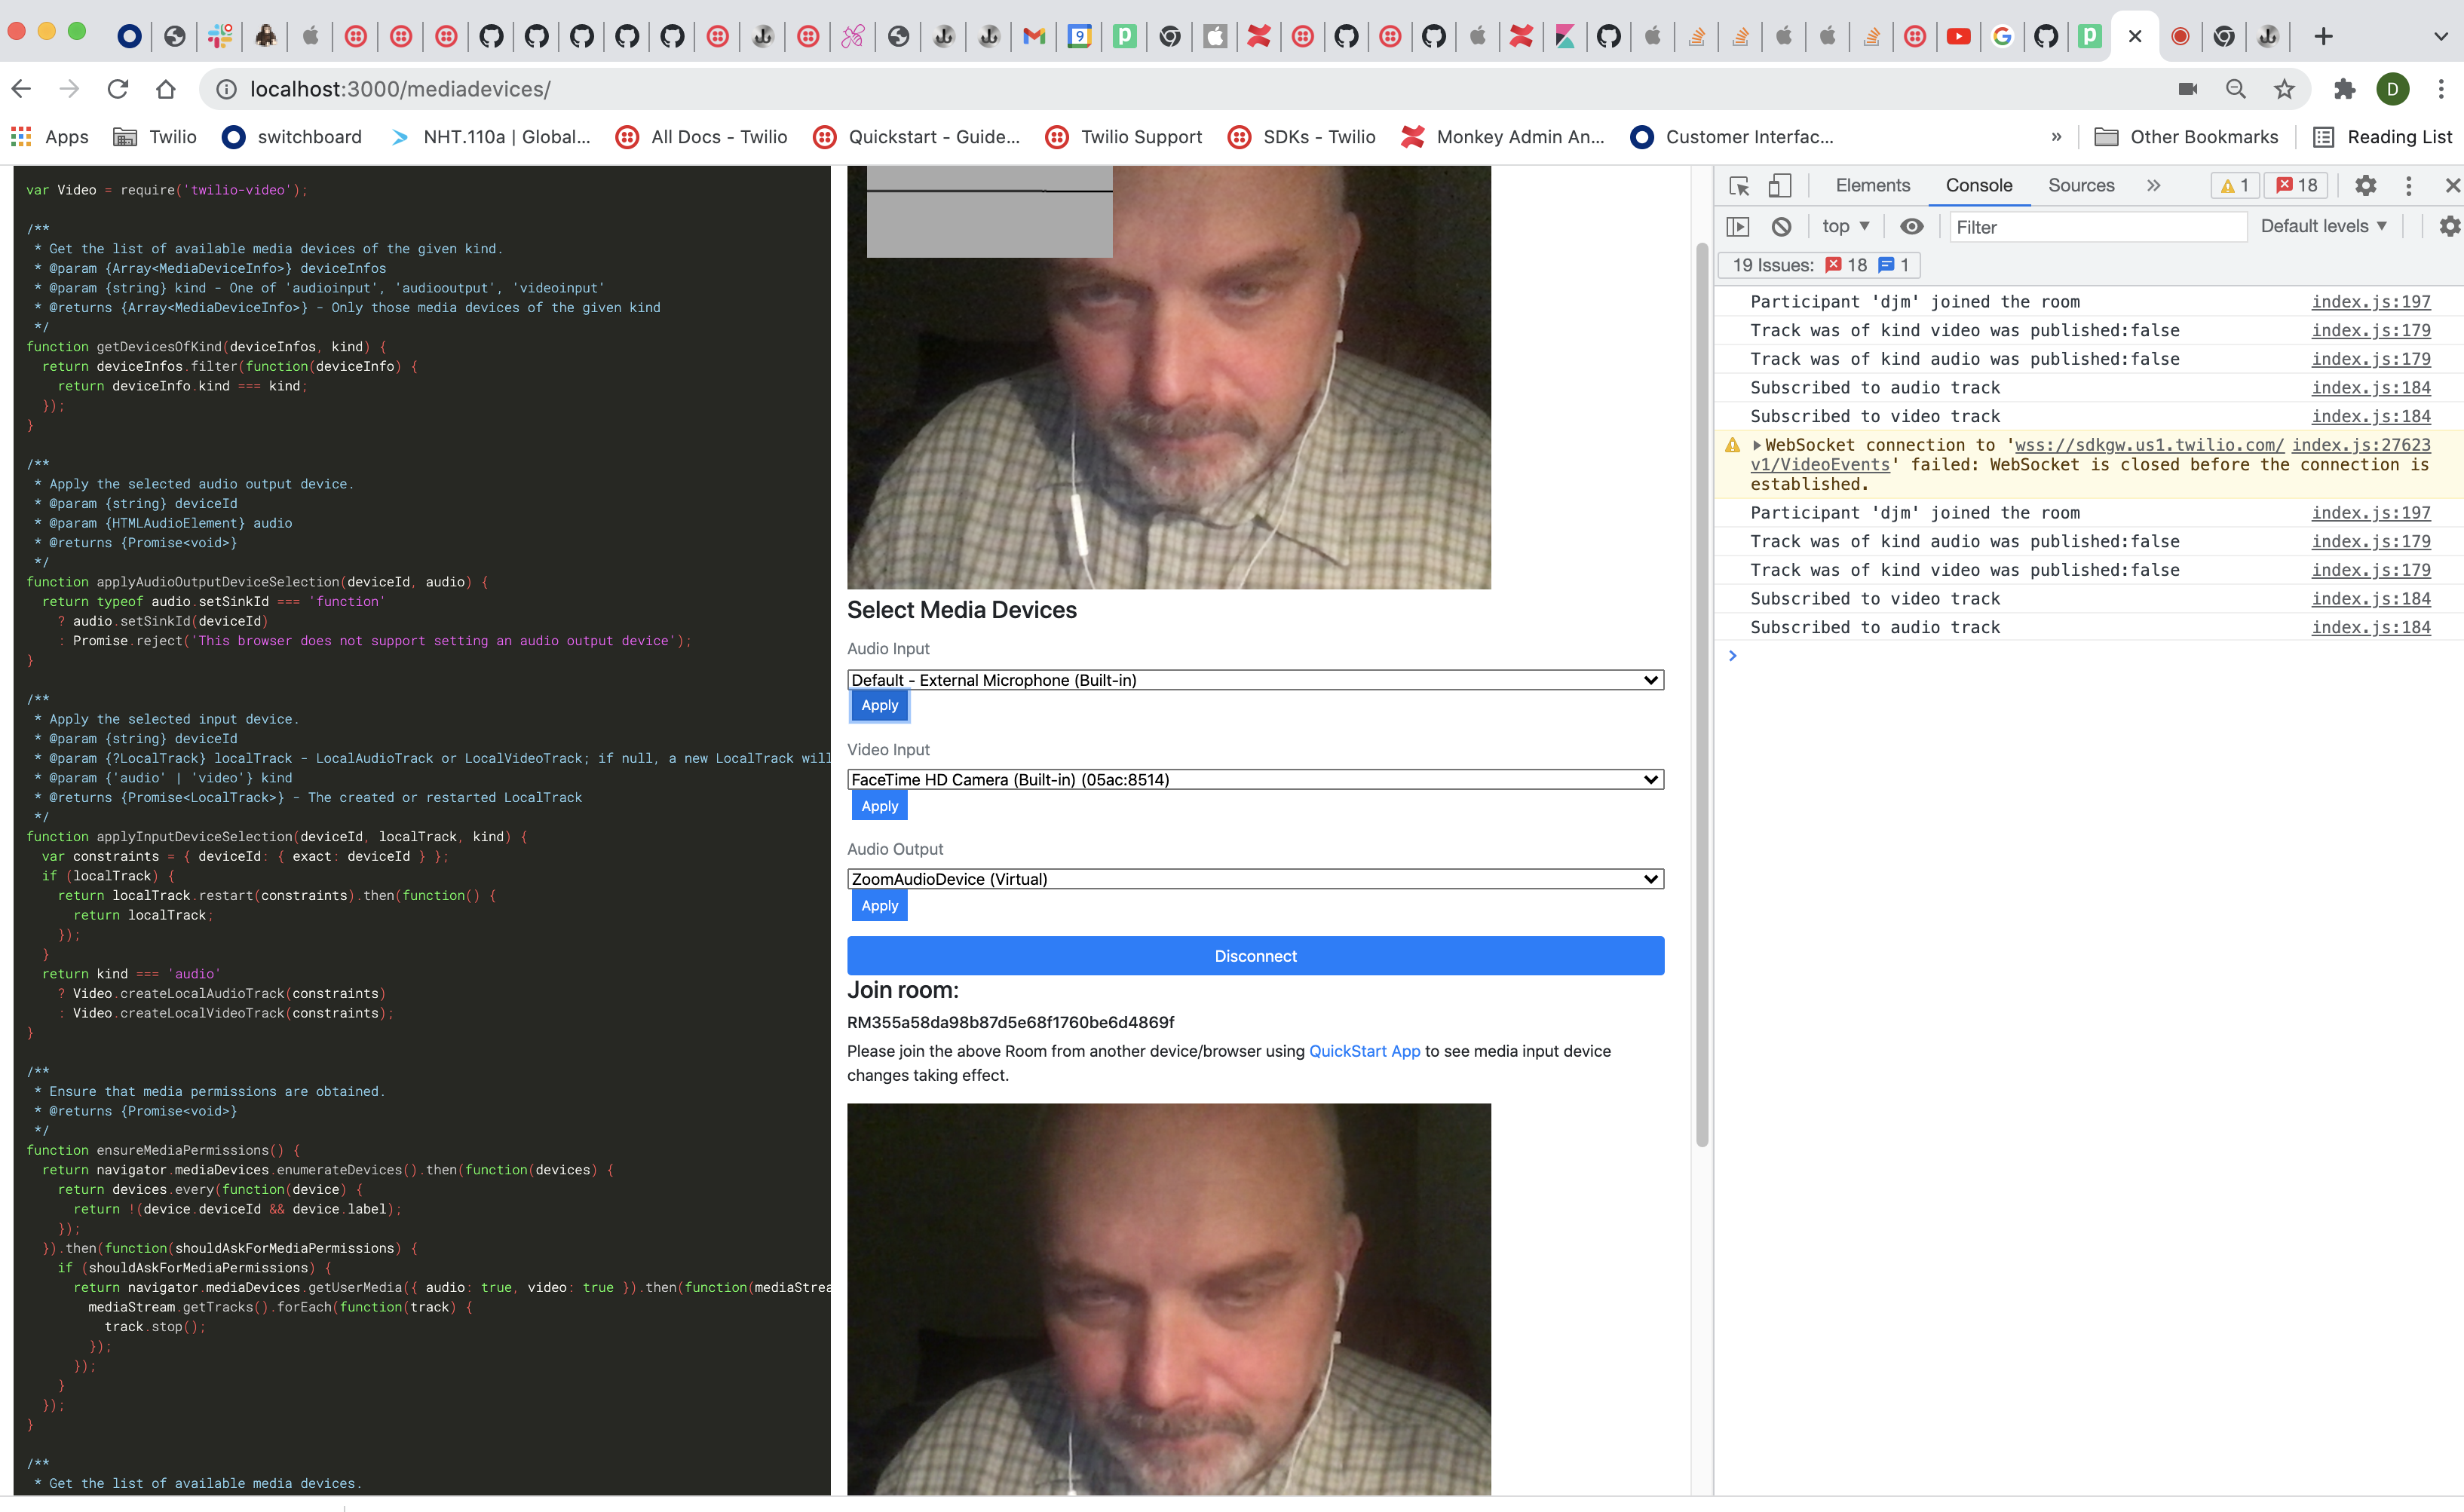 localhost:3000/mediadevices/
D
Apps
Twilio
switchboard
NHT.110a | Global...
All Docs - Twilio
Quickstart - Guide...
Twilio Support
SDKs - Twilio
Monkey Admin An...
Customer Interfac...
»
Other Bookmarks
Reading List
var Video = require('twilio-video');
/**
 * Get the list of available media devices of the given kind.
 * @param {Array<MediaDeviceInfo>} deviceInfos
 * @param {string} kind - One of 'audioinput', 'audiooutput', 'videoinput'
 * @returns {Array<MediaDeviceInfo>} - Only those media devices of the given kind
 */
function getDevicesOfKind(deviceInfos, kind) {
  return deviceInfos.filter(function(deviceInfo) {
    return deviceInfo.kind === kind;
  });
}
/**
 * Apply the selected audio output device.
 * @param {string} deviceId
 * @param {HTMLAudioElement} audio
 * @returns {Promise<void>}
 */
function applyAudioOutputDeviceSelection(deviceId, audio) {
  return typeof audio.setSinkId === 'function'
    ? audio.setSinkId(deviceId)
    : Promise.reject('This browser does not support setting an audio output device');
}
/**
 * Apply the selected input device.
 * @param {string} deviceId
 * @param {?LocalTrack} localTrack - LocalAudioTrack or LocalVideoTrack; if null, a new LocalTrack will
 * @param {'audio' | 'video'} kind
 * @returns {Promise<LocalTrack>} - The created or restarted LocalTrack
 */
function applyInputDeviceSelection(deviceId, localTrack, kind) {
  var constraints = { deviceId: { exact: deviceId } };
  if (localTrack) {
    return localTrack.restart(constraints).then(function() {
      return localTrack;
    });
  }
  return kind === 'audio'
    ? Video.createLocalAudioTrack(constraints)
    : Video.createLocalVideoTrack(constraints);
}
/**
 * Ensure that media permissions are obtained.
 * @returns {Promise<void>}
 */
function ensureMediaPermissions() {
  return navigator.mediaDevices.enumerateDevices().then(function(devices) {
    return devices.every(function(device) {
      return !(device.deviceId && device.label);
    });
  }).then(function(shouldAskForMediaPermissions) {
    if (shouldAskForMediaPermissions) {
      return navigator.mediaDevices.getUserMedia({ audio: true, video: true }).then(function(mediaStrea
        mediaStream.getTracks().forEach(function(track) {
          track.stop();
        });
      });
    }
  });
}
/**
 * Get the list of available media devices.
Select Media Devices
Audio Input
Default - External Microphone (Built-in)
Apply
Video Input
FaceTime HD Camera (Built-in) (05ac:8514)
Apply
Audio Output
ZoomAudioDevice (Virtual)
Apply
Disconnect
Join room:
RM355a58da98b87d5e68f1760be6d4869f
Please join the above Room from another device/browser using QuickStart App to see media input device
changes taking effect.
Elements
Console
Sources
»
1
18
top
Filter
Default levels
19 Issues: 18 1
Participant 'djm' joined the room index.js:197
Track was of kind video was published:false index.js:179
Track was of kind audio was published:false index.js:179
Subscribed to audio track index.js:184
Subscribed to video track index.js:184
WebSocket connection to 'wss://sdkgw.us1.twilio.com/ index.js:27623
v1/VideoEvents' failed: WebSocket is closed before the connection is
established.
Participant 'djm' joined the room index.js:197
Track was of kind audio was published:false index.js:179
Track was of kind video was published:false index.js:179
Subscribed to video track index.js:184
Subscribed to audio track index.js:184